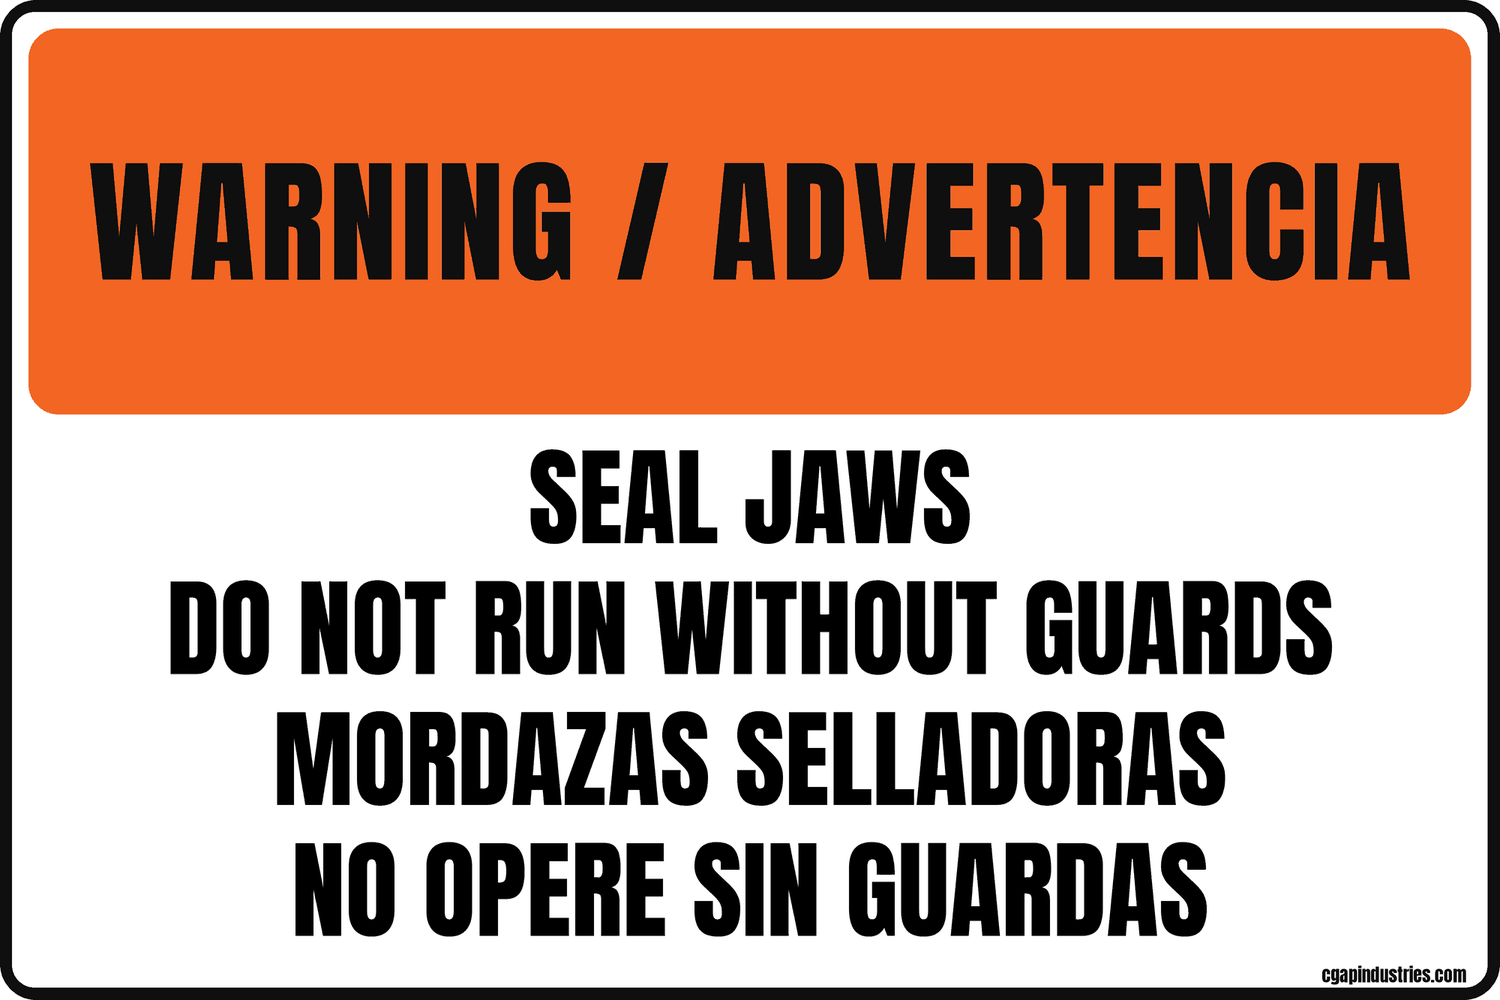 WARNING / ADVERTENCIA
SEAL JAWS
DO NOT RUN WITHOUT GUARDS
MORDAZAS SELLADORAS
NO OPERE SIN GUARDAS
cgapindustries.com